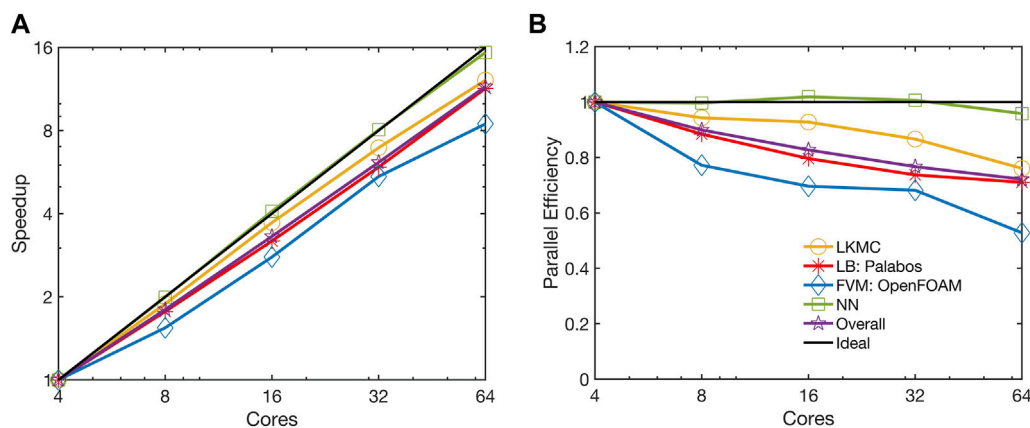 A
16
8
4
2
1
Speedup
4
8
16
32
64
Cores
B
1.2
1
0.8
0.6
0.4
0.2
0
Parallel Efficiency
LKMC
LB: Palabos
FVM: OpenFOAM
NN
Overall
Ideal
4
8
16
32
64
Cores